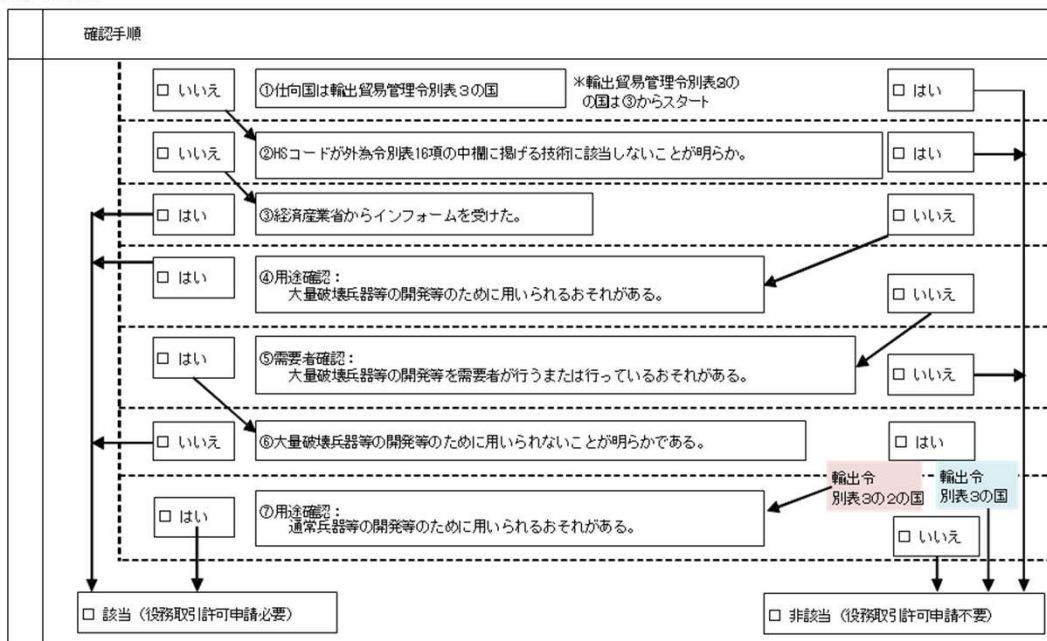 確認手順
□ いいえ
①仕向国は輸出貿易管理令別表3の国
＊輸出貿易管理令別表2の
の国は③からスタート
□ はい
□ いいえ
②HSコードが外為令別表16項の中欄に掲げる技術に該当しないことが明らか。
□ はい
□ はい
③経済産業省からインフォームを受けた。
□ いいえ
□ はい
④用途確認：
大量破壊兵器等の開発等のために用いられるおそれがある。
□ いいえ
□ はい
⑤需要者確認：
大量破壊兵器等の開発等を需要者が行うまたは行っているおそれがある。
□ いいえ
□ いいえ
⑥大量破壊兵器等の開発等のために用いられないことが明らかである。
□ はい
輸出令
別表3の2の国
輸出令
別表3の国
□ はい
⑦用途確認：
通常兵器等の開発等のために用いられるおそれがある。
□ いいえ
□ 該当（役務取引許可申請必要）
□ 非該当（役務取引許可申請不要）